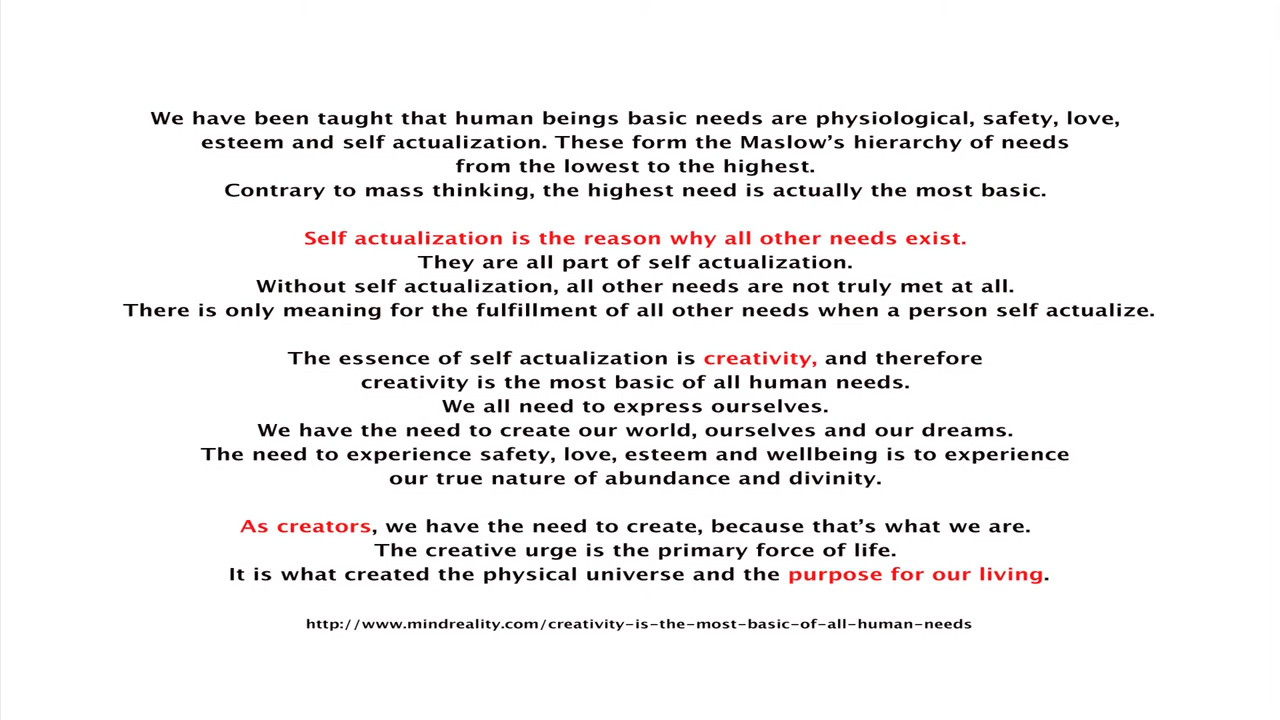 We have been taught that human beings basic needs are physiological, safety, love,
esteem and self actualization. These form the Maslow's hierarchy of needs
from the lowest to the highest.
Contrary to mass thinking, the highest need is actually the most basic.
Self actualization is the reason why all other needs exist.
They are all part of self actualization.
Without self actualization, all other needs are not truly met at all.
There is only meaning for the fulfillment of all other needs when a person self actualize.
The essence of self actualization is creativity, and therefore
creativity is the most basic of all human needs.
We all need to express ourselves.
We have the need to create our world, ourselves and our dreams.
The need to experience safety, love, esteem and wellbeing is to experience
our true nature of abundance and divinity.
As creators, we have the need to create, because that's what we are.
The creative urge is the primary force of life.
It is what created the physical universe and the purpose for our living.
http://www.mindreality.com/creativity-is-the-most-basic-of-all-human-needs